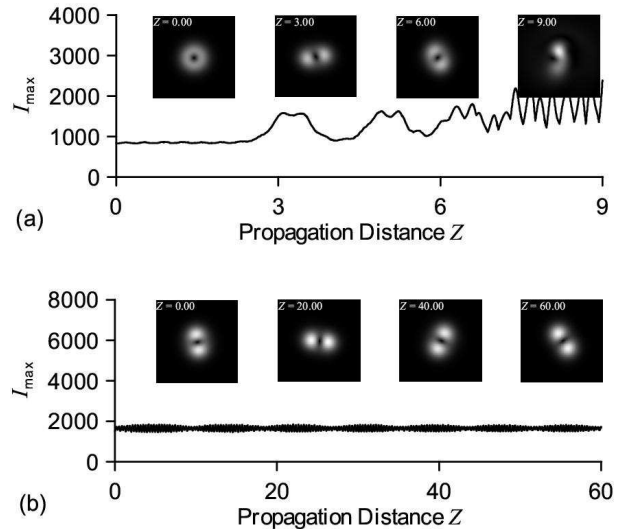 4000
3000
2000
1000
0
I_max
Z = 0.00
Z = 3.00
Z = 6.00
Z = 9.00
0 3 6 9
(a)
Propagation Distance Z
8000
6000
4000
2000
0
I_max
Z = 0.00
Z = 20.00
Z = 40.00
Z = 60.00
0 20 40 60
(b)
Propagation Distance Z